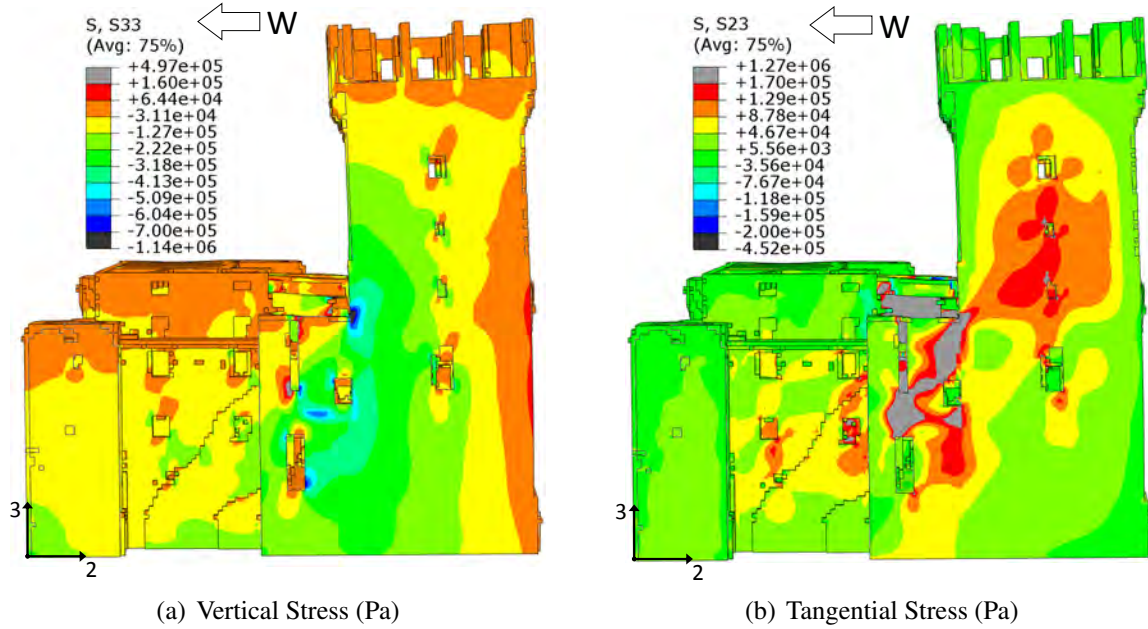 S, S33
(Avg: 75%)
+4.97e+05
+1.60e+05
+6.44e+04
-3.11e+04
-1.27e+05
-2.22e+05
-3.18e+05
-4.13e+05
-5.09e+05
-6.04e+05
-7.00e+05
-1.14e+06
W
3
2
(a) Vertical Stress (Pa)
S, S23
(Avg: 75%)
+1.27e+06
+1.70e+05
+1.29e+05
+8.78e+04
+4.67e+04
+5.56e+03
-3.56e+04
-7.67e+04
-1.18e+05
-1.59e+05
-2.00e+05
-4.52e+05
W
3
2
(b) Tangential Stress (Pa)